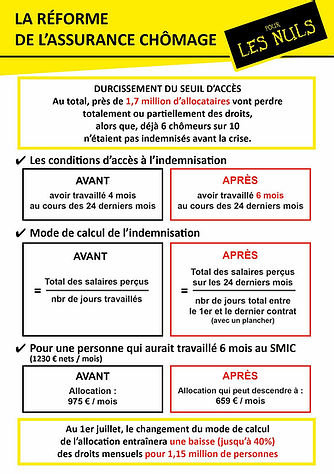 LA RÉFORME
DE L'ASSURANCE CHÔMAGE
POUR
LES NULS
DURCISSEMENT DU SEUIL D'ACCÈS
Au total, près de 1,7 million d'allocataires vont perdre
totalement ou partiellement des droits,
alors que, déjà 6 chômeurs sur 10
n'étaient pas indemnisés avant la crise.
✔ Les conditions d'accès à l'indemnisation
AVANT
avoir travaillé 4 mois
au cours des 24 derniers mois
APRÈS
avoir travaillé 6 mois
au cours des 24 derniers mois
✔ Mode de calcul de l'indemnisation
AVANT
= Total des salaires perçus
nbr de jours travaillés
APRÈS
= Total des salaires perçus
sur les 24 derniers mois
nbr de jours total entre
le 1er et le dernier contrat
(avec un plancher)
✔ Pour une personne qui aurait travaillé 6 mois au SMIC
(1230 € nets / mois)
AVANT
Allocation :
975 € / mois
APRÈS
Allocation qui peut descendre à :
659 € / mois
Au 1er juillet, le changement du mode de calcul
de l'allocation entraînera une baisse (jusqu'à 40%)
des droits mensuels pour 1,15 million de personnes